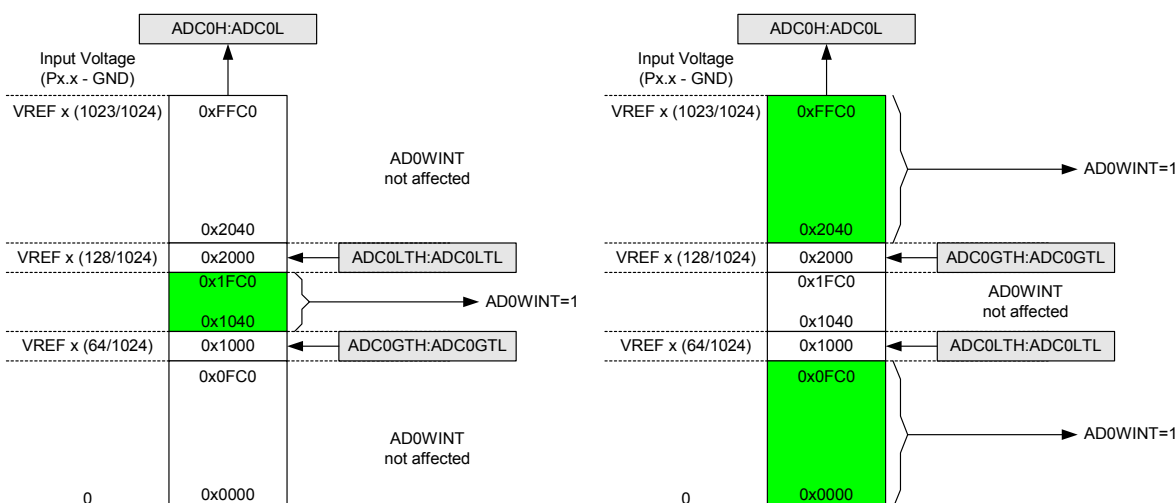 ADC0H:ADC0L
Input Voltage
(Px.x - GND)
VREF x (1023/1024)
0xFFC0
AD0WINT
not affected
0x2040
VREF x (128/1024)
0x2000
ADC0LTH:ADC0LTL
0x1FC0
AD0WINT=1
0x1040
VREF x (64/1024)
0x1000
ADC0GTH:ADC0GTL
0x0FC0
AD0WINT
not affected
0
0x0000
ADC0H:ADC0L
Input Voltage
(Px.x - GND)
VREF x (1023/1024)
0xFFC0
AD0WINT=1
0x2040
VREF x (128/1024)
0x2000
ADC0GTH:ADC0GTL
0x1FC0
AD0WINT
not affected
0x1040
VREF x (64/1024)
0x1000
ADC0LTH:ADC0LTL
0x0FC0
AD0WINT=1
0
0x0000